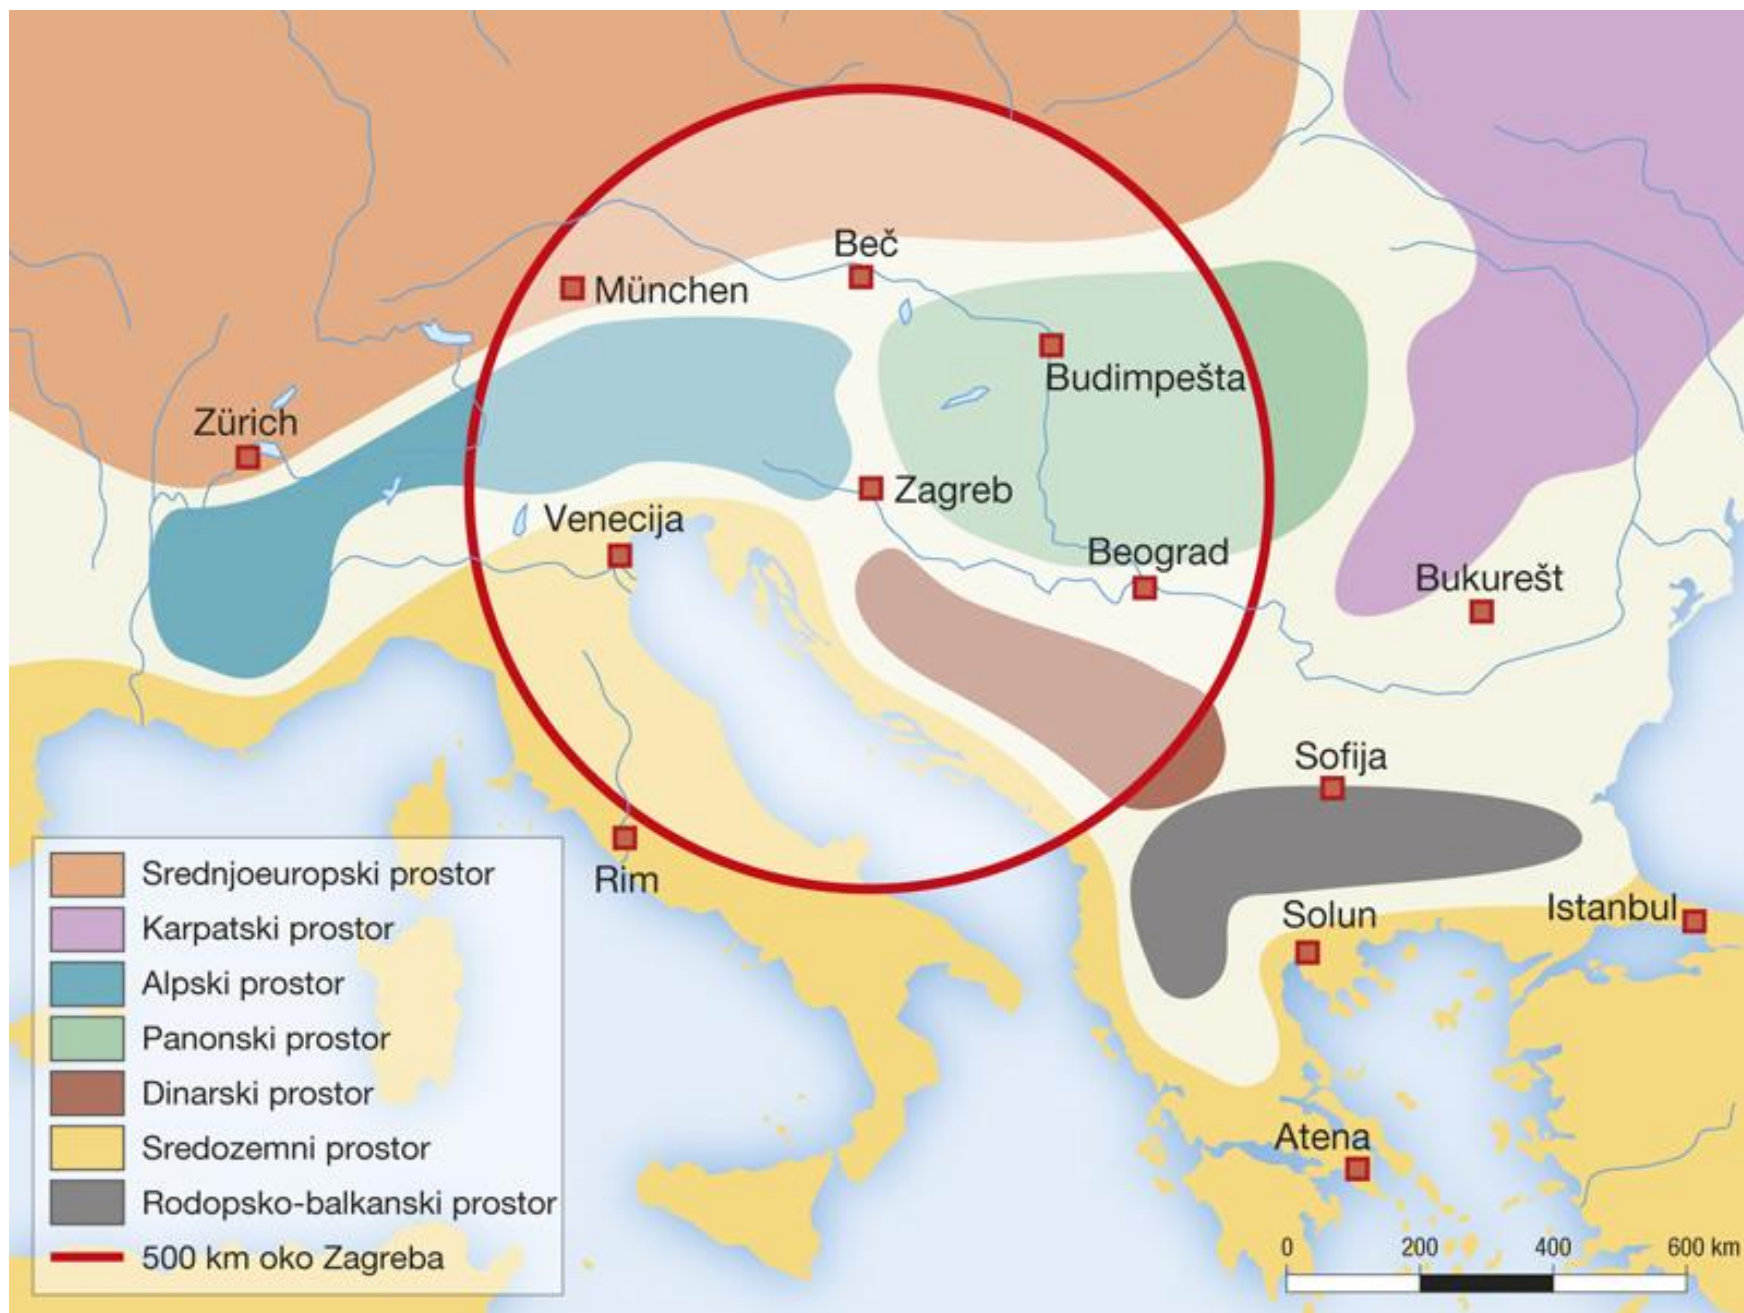 Beč
München
Budimpešta
Zürich
Zagreb
Venecija
Beograd
Bukurešt
Sofija
Rim
Solun
Istanbul
Atena
Srednjoeuropski prostor
Karpatski prostor
Alpski prostor
Panonski prostor
Dinarski prostor
Sredozemni prostor
Rodopsko-balkanski prostor
500 km oko Zagreba
0 200 400 600 km